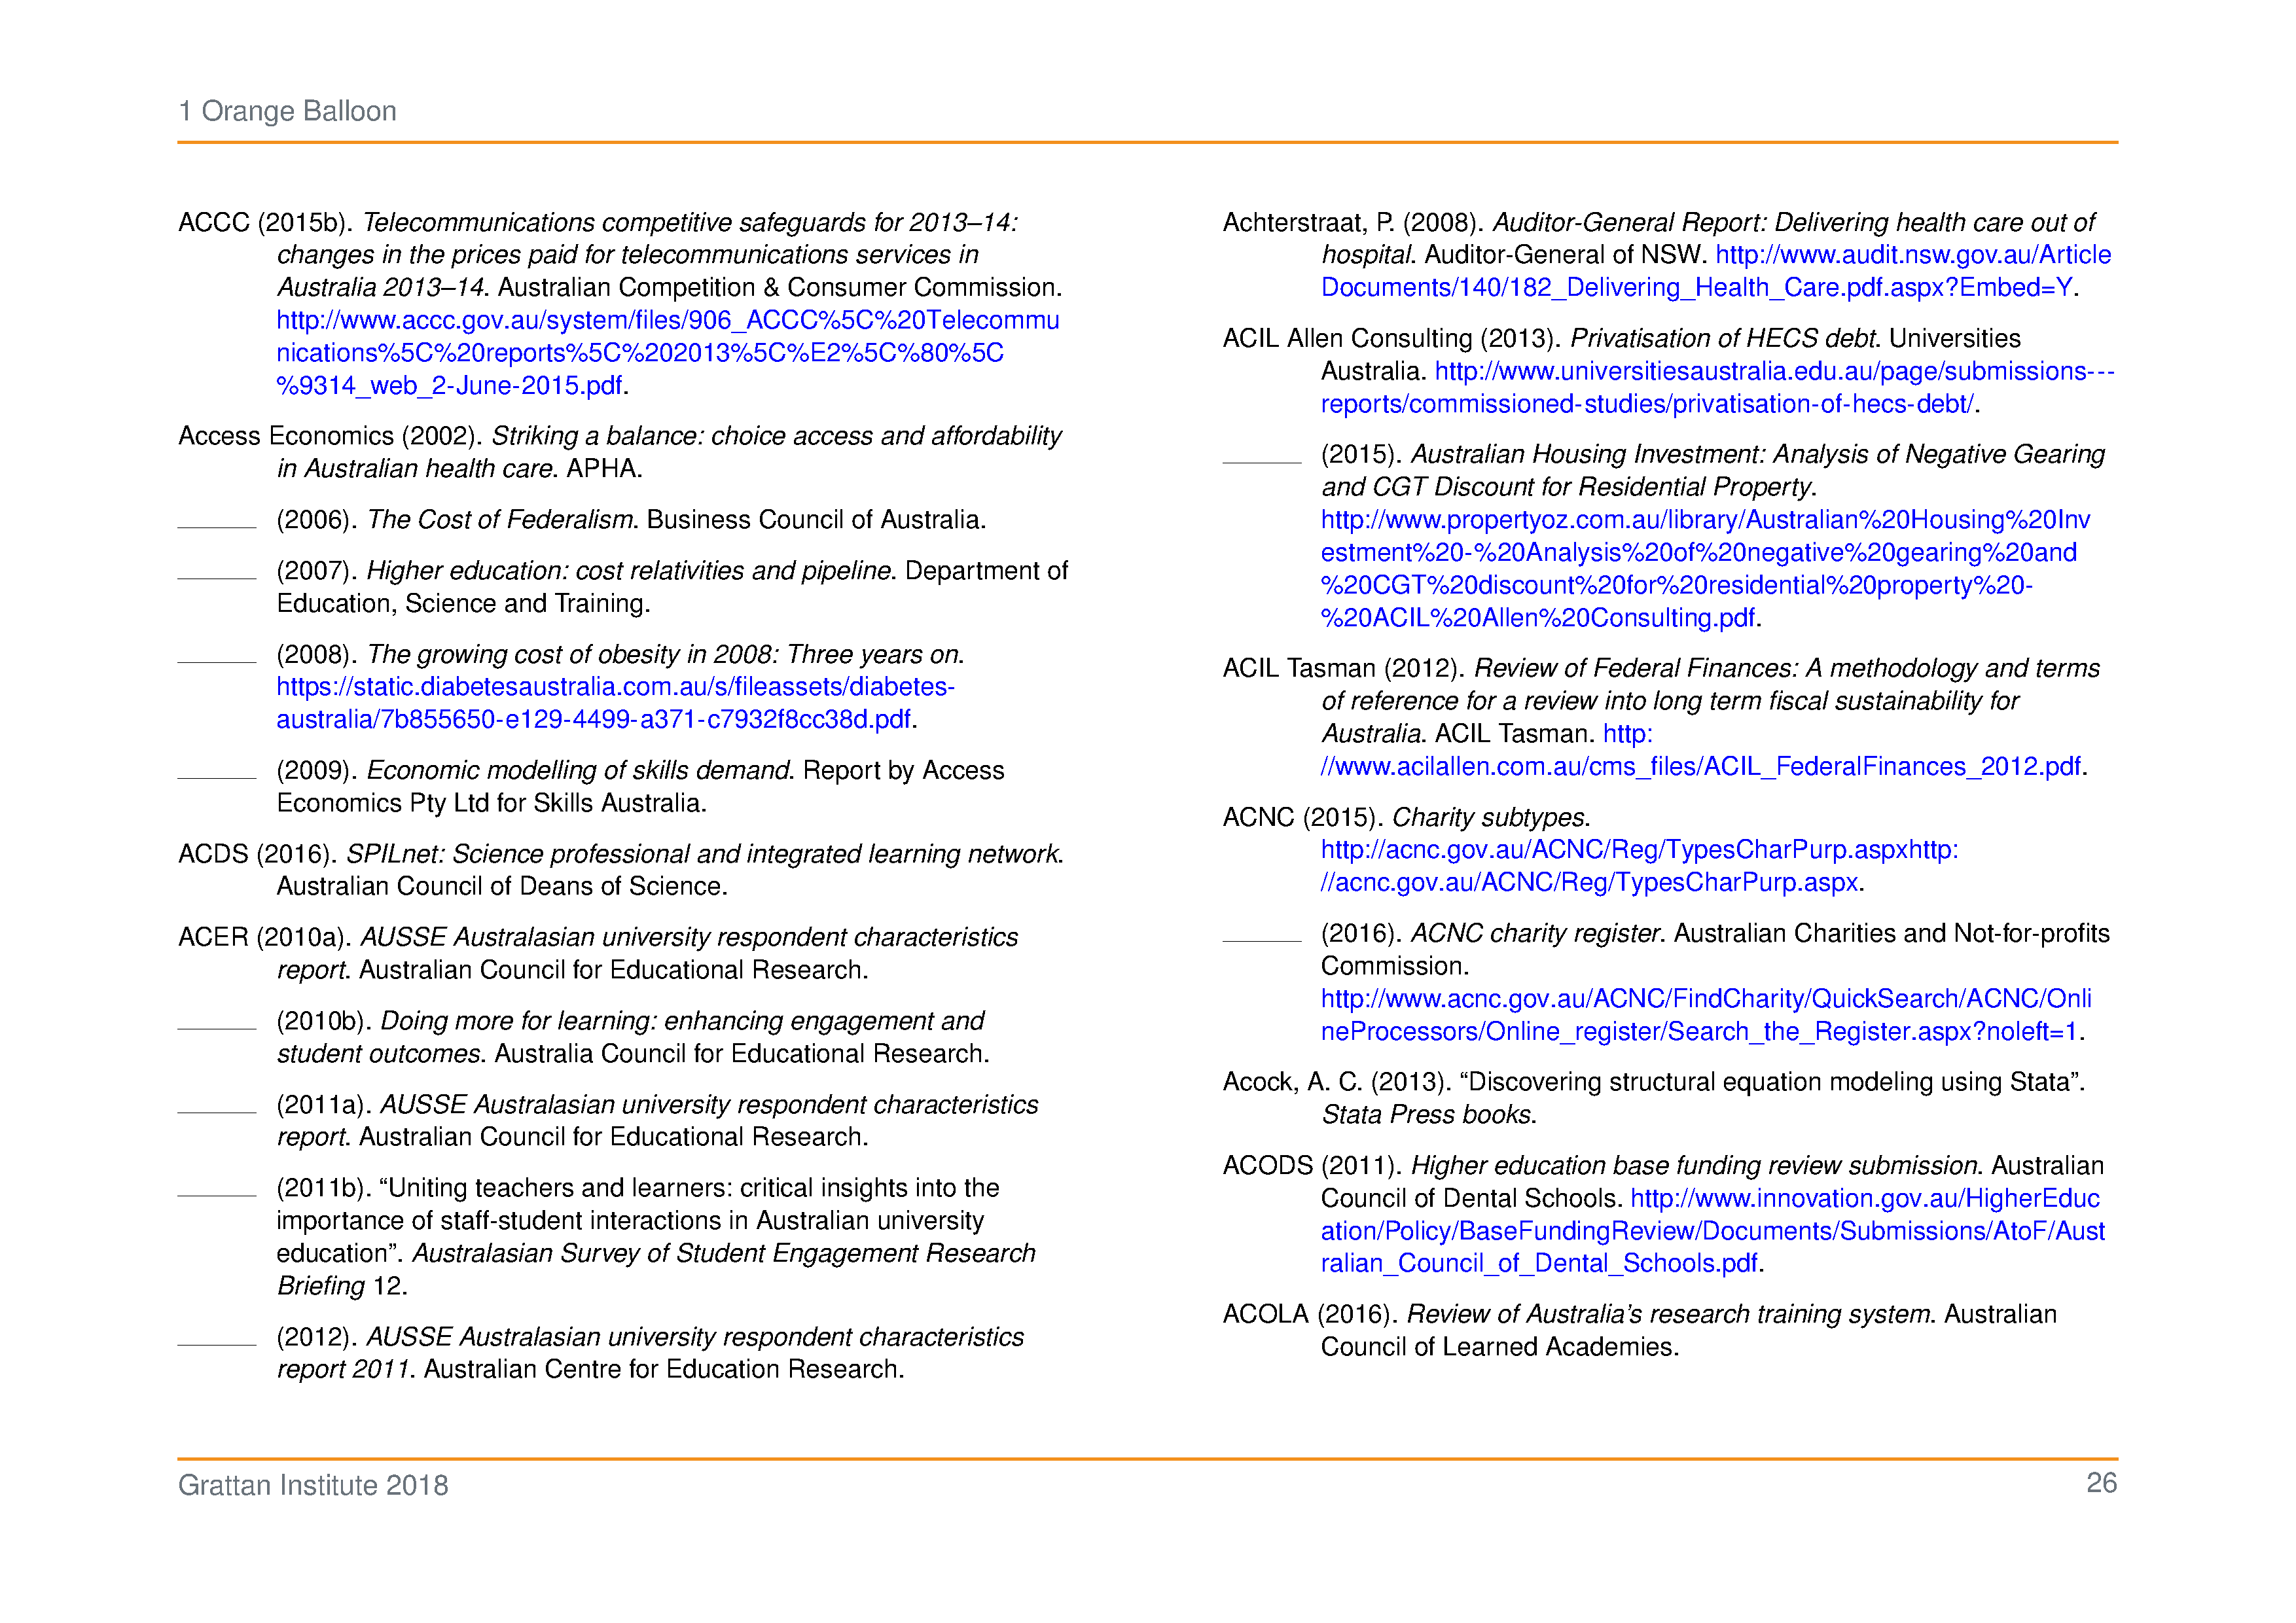 1 Orange Balloon
ACCC (2015b). Telecommunications competitive safeguards for 2013–14:
changes in the prices paid for telecommunications services in
Australia 2013–14. Australian Competition & Consumer Commission.
http://www.accc.gov.au/system/files/906_ACCC%5C%20Telecommu
nications%5C%20reports%5C%202013%5C%E2%5C%80%5C
%9314_web_2-June-2015.pdf.
Access Economics (2002). Striking a balance: choice access and affordability
in Australian health care. APHA.
(2006). The Cost of Federalism. Business Council of Australia.
(2007). Higher education: cost relativities and pipeline. Department of
Education, Science and Training.
(2008). The growing cost of obesity in 2008: Three years on.
https://static.diabetesaustralia.com.au/s/fileassets/diabetes-
australia/7b855650-e129-4499-a371-c7932f8cc38d.pdf.
(2009). Economic modelling of skills demand. Report by Access
Economics Pty Ltd for Skills Australia.
ACDS (2016). SPILnet: Science professional and integrated learning network.
Australian Council of Deans of Science.
ACER (2010a). AUSSE Australasian university respondent characteristics
report. Australian Council for Educational Research.
(2010b). Doing more for learning: enhancing engagement and
student outcomes. Australia Council for Educational Research.
(2011a). AUSSE Australasian university respondent characteristics
report. Australian Council for Educational Research.
(2011b). “Uniting teachers and learners: critical insights into the
importance of staff-student interactions in Australian university
education”. Australasian Survey of Student Engagement Research
Briefing 12.
(2012). AUSSE Australasian university respondent characteristics
report 2011. Australian Centre for Education Research.
Achterstraat, P. (2008). Auditor-General Report: Delivering health care out of
hospital. Auditor-General of NSW. http://www.audit.nsw.gov.au/Article
Documents/140/182_Delivering_Health_Care.pdf.aspx?Embed=Y.
ACIL Allen Consulting (2013). Privatisation of HECS debt. Universities
Australia. http://www.universitiesaustralia.edu.au/page/submissions---
reports/commissioned-studies/privatisation-of-hecs-debt/.
(2015). Australian Housing Investment: Analysis of Negative Gearing
and CGT Discount for Residential Property.
http://www.propertyoz.com.au/library/Australian%20Housing%20Inv
estment%20-%20Analysis%20of%20negative%20gearing%20and
%20CGT%20discount%20for%20residential%20property%20-
%20ACIL%20Allen%20Consulting.pdf.
ACIL Tasman (2012). Review of Federal Finances: A methodology and terms
of reference for a review into long term fiscal sustainability for
Australia. ACIL Tasman. http:
//www.acilallen.com.au/cms_files/ACIL_FederalFinances_2012.pdf.
ACNC (2015). Charity subtypes.
http://acnc.gov.au/ACNC/Reg/TypesCharPurp.aspxhttp:
//acnc.gov.au/ACNC/Reg/TypesCharPurp.aspx.
(2016). ACNC charity register. Australian Charities and Not-for-profits
Commission.
http://www.acnc.gov.au/ACNC/FindCharity/QuickSearch/ACNC/Onli
neProcessors/Online_register/Search_the_Register.aspx?noleft=1.
Acock, A. C. (2013). “Discovering structural equation modeling using Stata”.
Stata Press books.
ACODS (2011). Higher education base funding review submission. Australian
Council of Dental Schools. http://www.innovation.gov.au/HigherEduc
ation/Policy/BaseFundingReview/Documents/Submissions/AtoF/Aust
ralian_Council_of_Dental_Schools.pdf.
ACOLA (2016). Review of Australia’s research training system. Australian
Council of Learned Academies.
Grattan Institute 2018
26